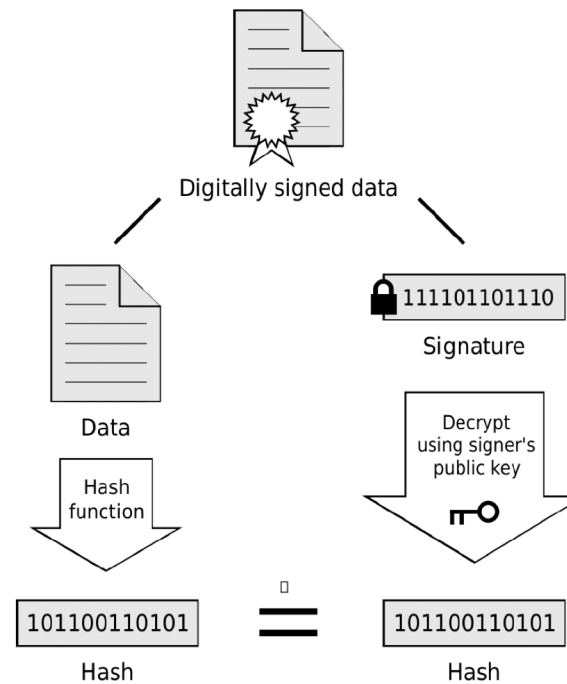 Digitally signed data
111101101110
Signature
Data
Decrypt
using signer's
public key
Hash
function
101100110101
101100110101
Hash
Hash